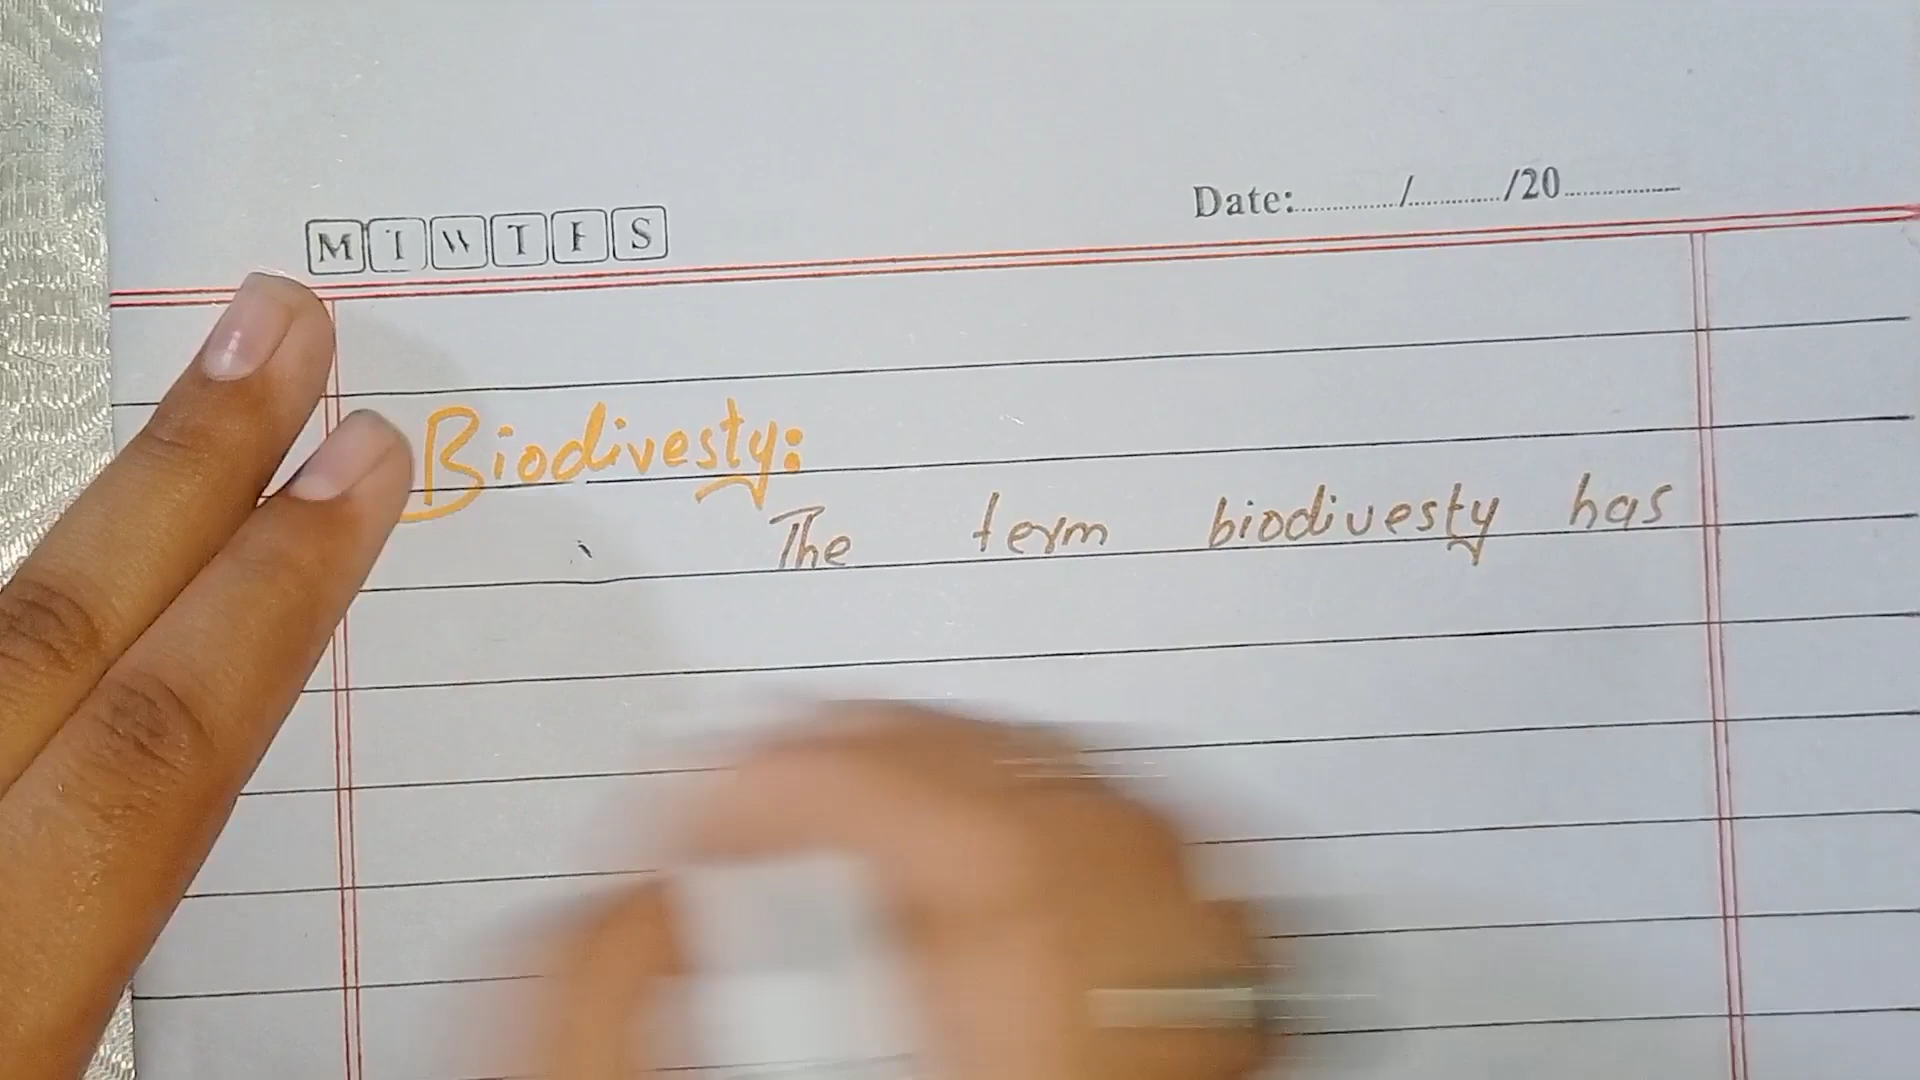 M T W T F S
Date:........../........../20..............
Biodivesty:
The term biodivesty has